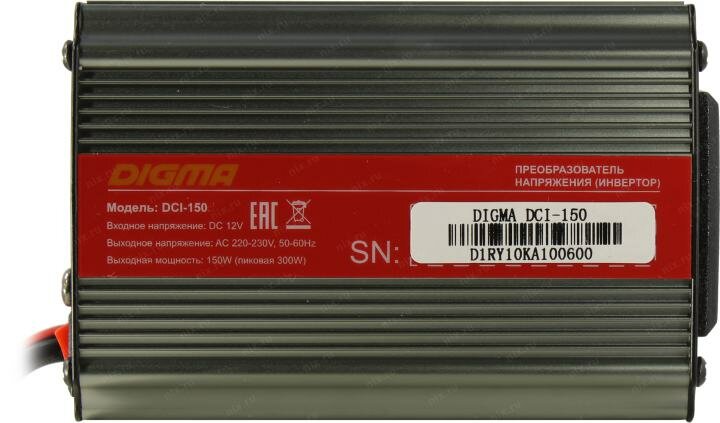 DIGMA
ПРЕОБРАЗОВАТЕЛЬ
НАПРЯЖЕНИЯ (ИНВЕРТОР)
Модель: DCI-150
Входное напряжение: DC 12V
Выходное напряжение: AC 220-230V, 50-60Hz
Выходная мощность: 150W (пиковая 300W)
EAC
SN:
DIGMA DCI-150
D1RY10KA100600